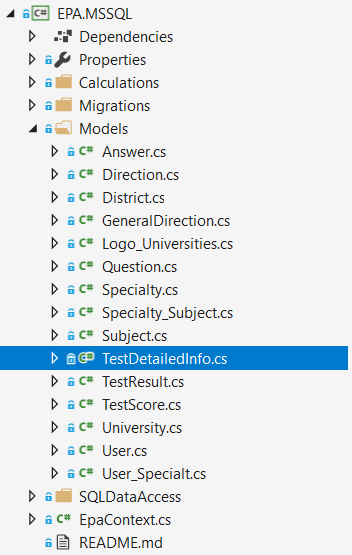 EPA.MSSQL
Dependencies
Properties
Calculations
Migrations
Models
C# Answer.cs
C# Direction.cs
C# District.cs
C# GeneralDirection.cs
C# Logo_Universities.cs
C# Question.cs
C# Specialty.cs
C# Specialty_Subject.cs
C# Subject.cs
C# TestDetailedInfo.cs
C# TestResult.cs
C# TestScore.cs
C# University.cs
C# User.cs
C# User_Specialt.cs
SQLDataAccess
C# EpaContext.cs
README.md